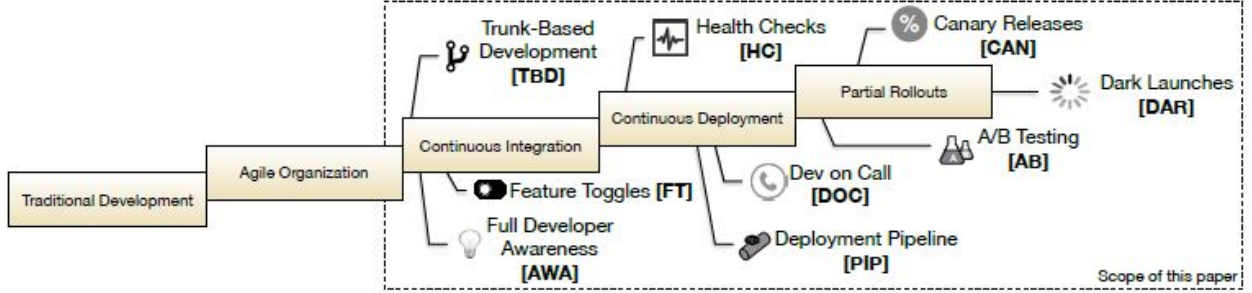 Traditional Development
Agile Organization
Continuous Integration
Trunk-Based
Development
[TBD]
Feature Toggles [FT]
Full Developer
Awareness
[AWA]
Continuous Deployment
Health Checks
[HC]
Dev on Call
[DOC]
Deployment Pipeline
[PIP]
Partial Rollouts
%
Canary Releases
[CAN]
Dark Launches
[DAR]
A
A/B Testing
[AB]
Scope of this paper